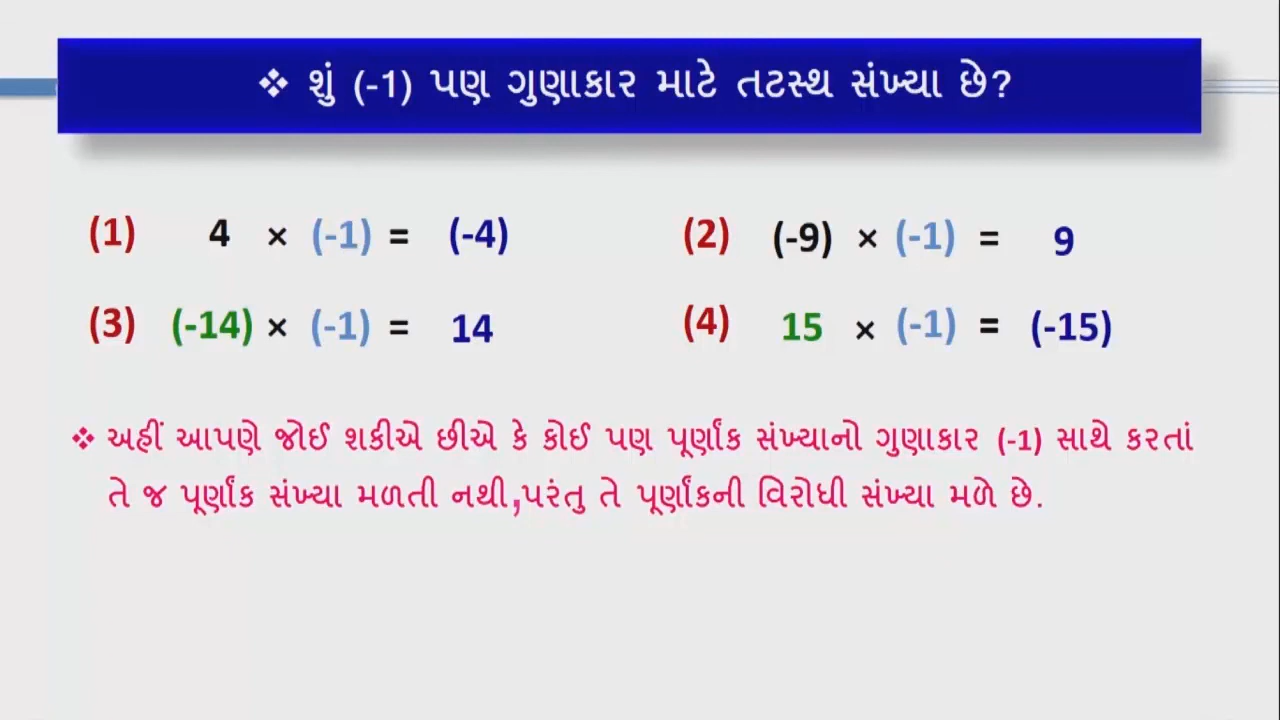 ❖ શું (-1) પણ ગુણાકાર માટે તટસ્થ સંખ્યા છે?
(1) 4 × (-1) = (-4) (2) (-9) × (-1) = 9
(3) (-14) × (-1) = 14 (4) 15 × (-1) = (-15)
❖ અહીં આપણે જોઈ શકીએ છીએ કે કોઈ પણ પૂર્ણાંક સંખ્યાનો ગુણાકાર (-1) સાથે કરતાં
તે જ પૂર્ણાંક સંખ્યા મળતી નથી,પરંતુ તે પૂર્ણાંકની વિરોધી સંખ્યા મળે છે.